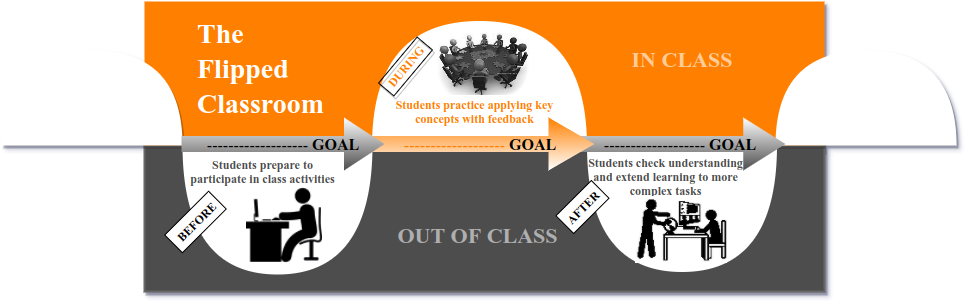 The
Flipped
Classroom
DURING
IN CLASS
Students practice applying key
concepts with feedback
------------------- GOAL
------------------- GOAL
------------------- GOAL
Students prepare to
participate in class activities
Students check understanding
and extend learning to more
complex tasks
BEFORE
AFTER
OUT OF CLASS